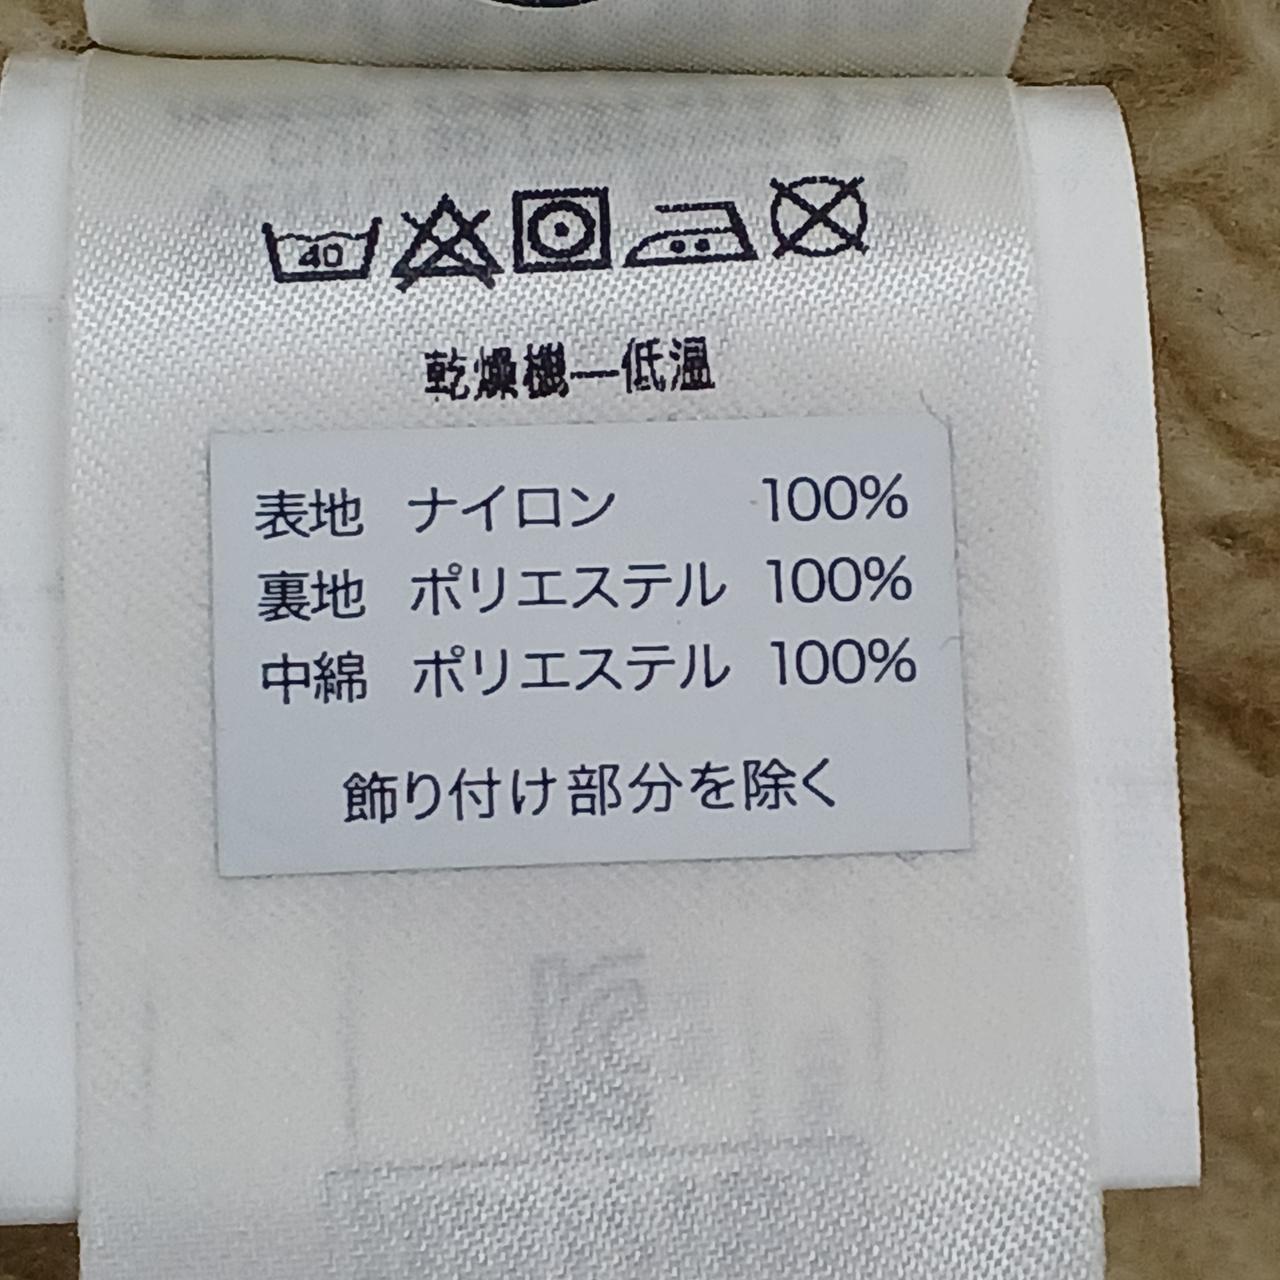 40
乾燥機—低温
表地 ナイロン 100%
裏地 ポリエステル 100%
中綿 ポリエステル 100%
飾り付け部分を除く